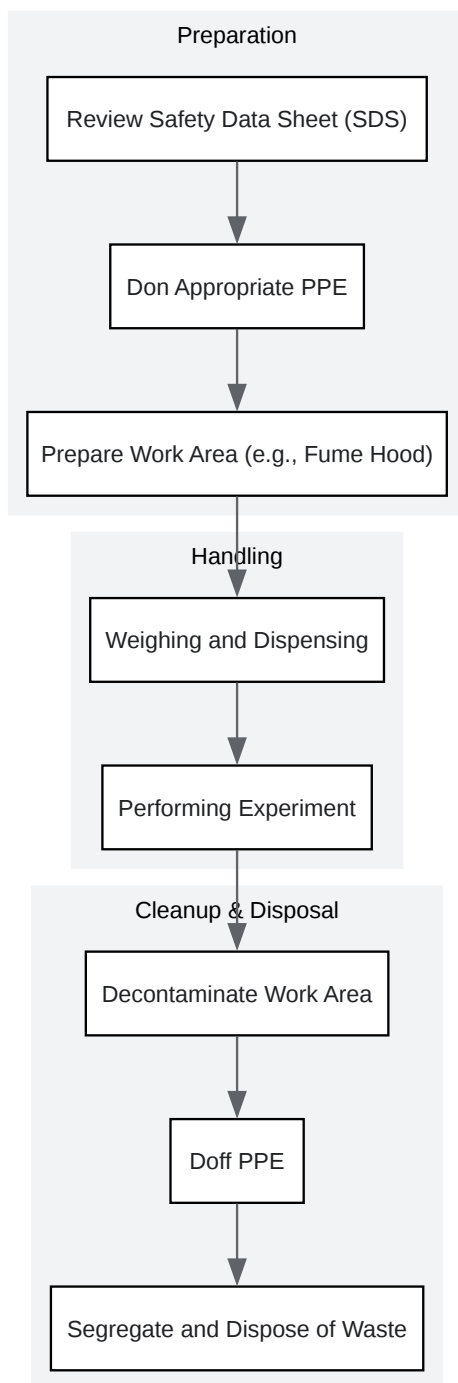 Preparation
Review Safety Data Sheet (SDS)
Don Appropriate PPE
Prepare Work Area (e.g., Fume Hood)
Handling
Weighing and Dispensing
Performing Experiment
Cleanup & Disposal
Decontaminate Work Area
Doff PPE
Segregate and Dispose of Waste